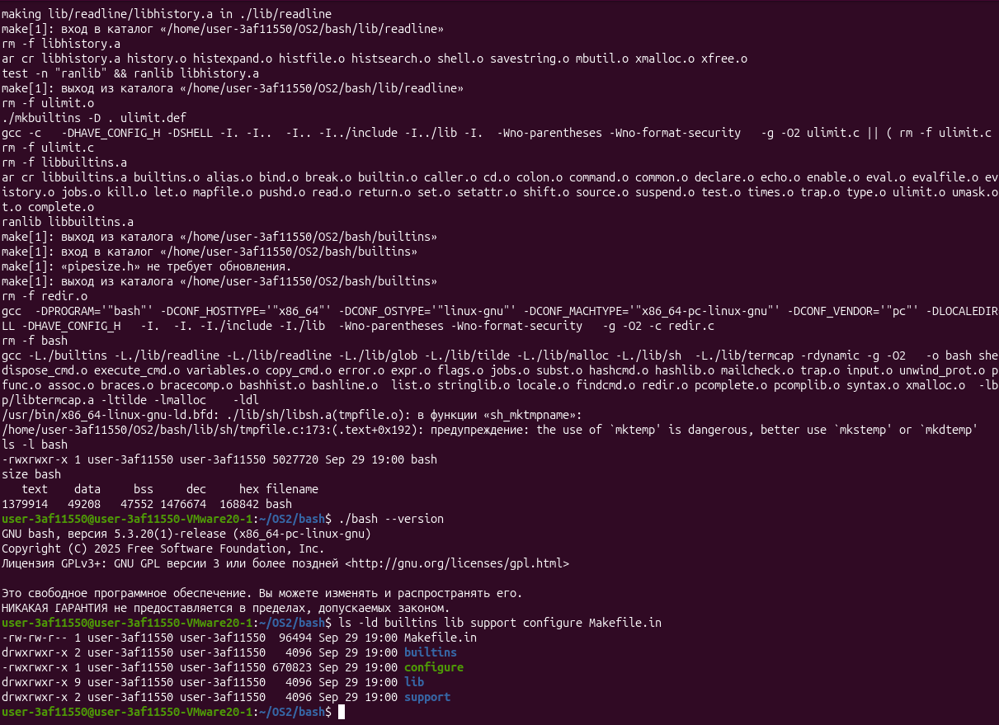 making lib/readline/libhistory.a in ./lib/readline
make[1]: вход в каталог «/home/user-3af11550/OS2/bash/lib/readline»
rm -f libhistory.a
ar cr libhistory.a history.o histexpand.o histfile.o histsearch.o shell.o savestring.o mbutil.o xmalloc.o xfree.o
test -n "ranlib" && ranlib libhistory.a
make[1]: выход из каталога «/home/user-3af11550/OS2/bash/lib/readline»
rm -f ulimit.o
./mkbuiltins -D . ulimit.def
gcc -c   -DHAVE_CONFIG_H -DSHELL -I. -I..  -I.. -I../include -I../lib -I.  -Wno-parentheses -Wno-format-security   -g -O2 ulimit.c || ( rm -f ulimit.c
rm -f ulimit.c
rm -f libbuiltins.a
ar cr libbuiltins.a builtins.o alias.o bind.o break.o builtin.o caller.o cd.o colon.o command.o common.o declare.o echo.o enable.o eval.o evalfile.o ev
istory.o jobs.o kill.o let.o mapfile.o pushd.o read.o return.o set.o setattr.o shift.o source.o suspend.o test.o times.o trap.o type.o ulimit.o umask.o
t.o complete.o
ranlib libbuiltins.a
make[1]: выход из каталога «/home/user-3af11550/OS2/bash/builtins»
make[1]: вход в каталог «/home/user-3af11550/OS2/bash/builtins»
make[1]: «pipesize.h» не требует обновления.
make[1]: выход из каталога «/home/user-3af11550/OS2/bash/builtins»
rm -f redir.o
gcc  -DPROGRAM='"bash"' -DCONF_HOSTTYPE='"x86_64"' -DCONF_OSTYPE='"linux-gnu"' -DCONF_MACHTYPE='"x86_64-pc-linux-gnu"' -DCONF_VENDOR='"pc"' -DLOCALEDIR
LL -DHAVE_CONFIG_H   -I.  -I. -I./include -I./lib  -Wno-parentheses -Wno-format-security   -g -O2 -c redir.c
rm -f bash
gcc -L./builtins -L./lib/readline -L./lib/readline -L./lib/glob -L./lib/tilde -L./lib/malloc -L./lib/sh  -L./lib/termcap -rdynamic -g -O2   -o bash she
dispose_cmd.o execute_cmd.o variables.o copy_cmd.o error.o expr.o flags.o jobs.o subst.o hashcmd.o hashlib.o mailcheck.o trap.o input.o unwind_prot.o p
func.o assoc.o braces.o bracecomp.o bashhist.o bashline.o  list.o stringlib.o locale.o findcmd.o redir.o pcomplete.o pcomplib.o syntax.o xmalloc.o  -lb
p/libtermcap.a -ltilde -lmalloc    -ldl
/usr/bin/x86_64-linux-gnu-ld.bfd: ./lib/sh/libsh.a(tmpfile.o): в функции «sh_mktmpname»:
/home/user-3af11550/OS2/bash/lib/sh/tmpfile.c:173:(.text+0x192): предупреждение: the use of `mktemp' is dangerous, better use `mkstemp' or `mkdtemp'
ls -l bash
-rwxrwxr-x 1 user-3af11550 user-3af11550 5027720 Sep 29 19:00 bash
size bash
   text    data     bss     dec     hex filename
1379914   49208   47552 1476674  168842 bash
user-3af11550@user-3af11550-VMware20-1:~/OS2/bash$ ./bash --version
GNU bash, версия 5.3.20(1)-release (x86_64-pc-linux-gnu)
Copyright (C) 2025 Free Software Foundation, Inc.
Лицензия GPLv3+: GNU GPL версии 3 или более поздней <http://gnu.org/licenses/gpl.html>

Это свободное программное обеспечение. Вы можете изменять и распространять его.
НИКАКАЯ ГАРАНТИЯ не предоставляется в пределах, допускаемых законом.
user-3af11550@user-3af11550-VMware20-1:~/OS2/bash$ ls -ld builtins lib support configure Makefile.in
-rw-rw-r-- 1 user-3af11550 user-3af11550  96494 Sep 29 19:00 Makefile.in
drwxrwxr-x 2 user-3af11550 user-3af11550   4096 Sep 29 19:00 builtins
-rwxrwxr-x 1 user-3af11550 user-3af11550 670823 Sep 29 19:00 configure
drwxrwxr-x 9 user-3af11550 user-3af11550   4096 Sep 29 19:00 lib
drwxrwxr-x 2 user-3af11550 user-3af11550   4096 Sep 29 19:00 support
user-3af11550@user-3af11550-VMware20-1:~/OS2/bash$